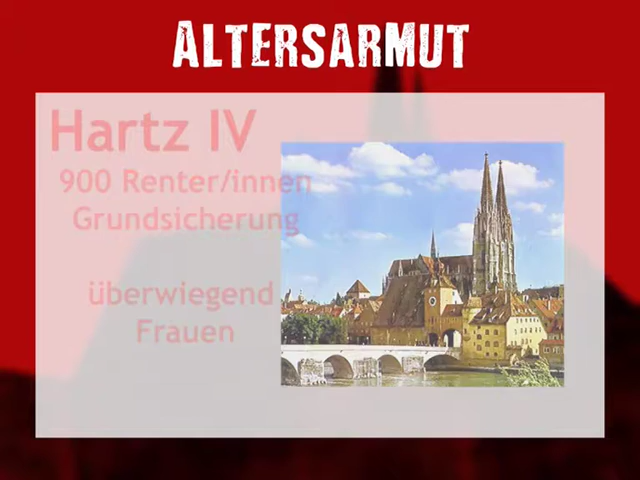 ALTERSARMUT
Hartz IV
900 Renter/innen
Grundsicherung
überwiegend
Frauen